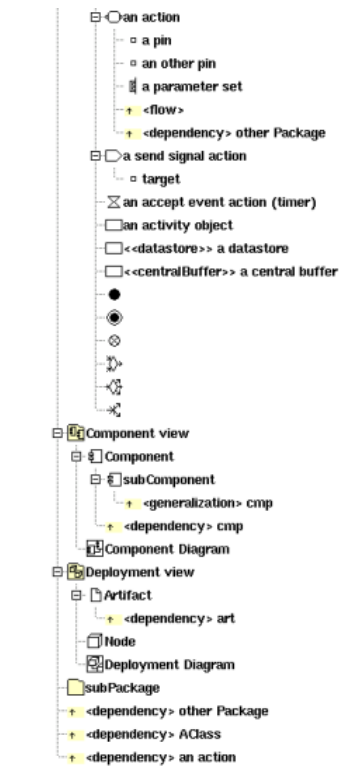 an action
a pin
an other pin
a parameter set
<flow>
<dependency> other Package
a send signal action
target
an accept event action (timer)
an activity object
<<datastore>> a datastore
<<centralBuffer>> a central buffer
Component view
Component
subComponent
<generalization> cmp
<dependency> cmp
Component Diagram
Deployment view
Artifact
<dependency> art
Node
Deployment Diagram
subPackage
<dependency> other Package
<dependency> AClass
<dependency> an action